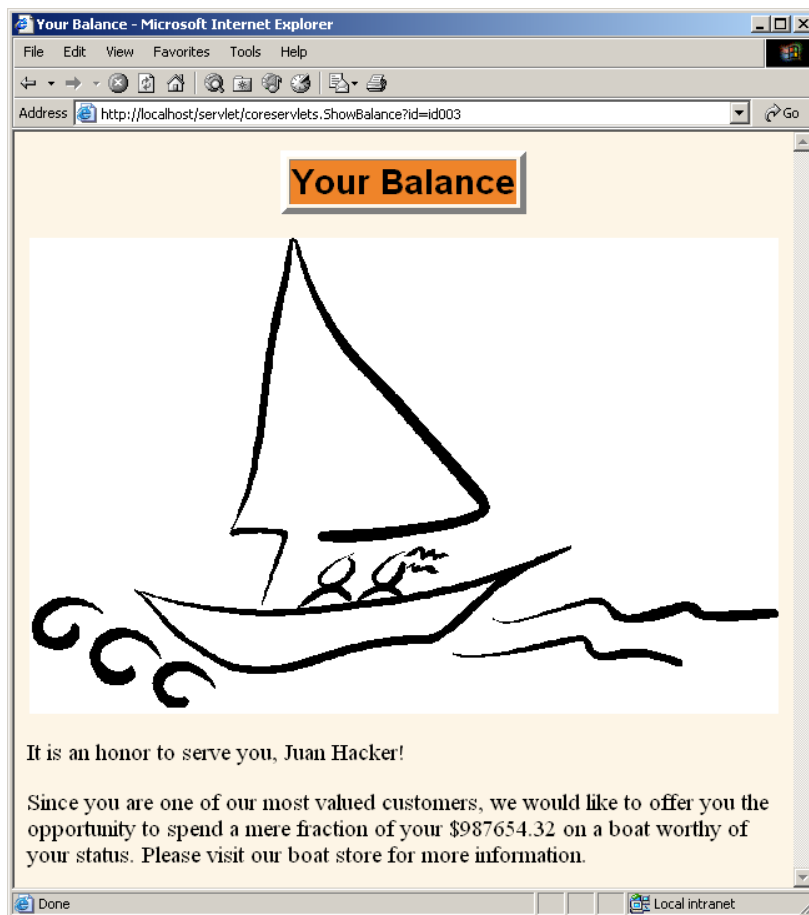 Your Balance - Microsoft Internet Explorer
File Edit View Favorites Tools Help
Address http://localhost/servlet/coreservlets.ShowBalance?id=id003 Go
Your Balance
It is an honor to serve you, Juan Hacker!
Since you are one of our most valued customers, we would like to offer you the
opportunity to spend a mere fraction of your $987654.32 on a boat worthy of
your status. Please visit our boat store for more information.
Done Local intranet